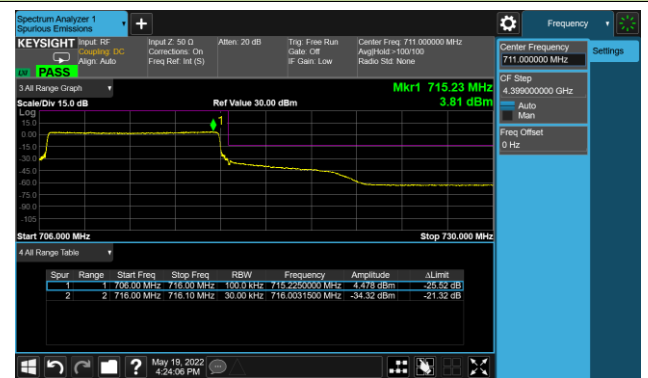 Spectrum Analyzer 1
Spurious Emissions
Frequency
KEYSIGHT
Input: RF
Coupling: DC
Align: Auto
Input Z: 50 Ω
Corrections: On
Freq Ref: Int (S)
Atten: 20 dB
Trig: Free Run
Gate: Off
IF Gain: Low
Center Freq: 711.000000 MHz
Avg|Hold:>100/100
Radio Std: None
LW PASS
3 All Range Graph
Mkr1 715.23 MHz
Scale/Div 15.0 dB
Ref Value 30.00 dBm
3.81 dBm
Log
15.0
0.00
-15.0
-30.0
-45.0
-60.0
-75.0
-90.0
-105
1
Start 706.000 MHz
Stop 730.000 MHz
4 All Range Table
Spur Range Start Freq Stop Freq RBW Frequency Amplitude ΔLimit
1 1 706.00 MHz 716.00 MHz 100.0 kHz 715.2250000 MHz 4.478 dBm -25.52 dB
2 2 716.00 MHz 716.10 MHz 30.00 kHz 716.0031500 MHz -34.32 dBm -21.32 dB
Center Frequency
711.000000 MHz
Settings
CF Step
4.399000000 GHz
Auto
Man
Freq Offset
0 Hz
?
May 19, 2022
4:24:06 PM